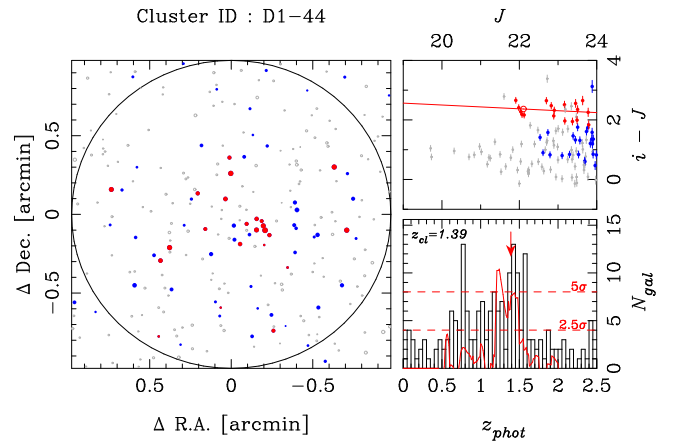 Cluster ID : D1−44
J
20 22 24
0.5
0
−0.5
Δ Dec. [arcmin]
0.5 0 −0.5
Δ R.A. [arcmin]
4
2
0
i − J
z_cl=1.39
5σ
2.5σ
15
10
5
0
N_gal
0 0.5 1 1.5 2 2.5
z_phot